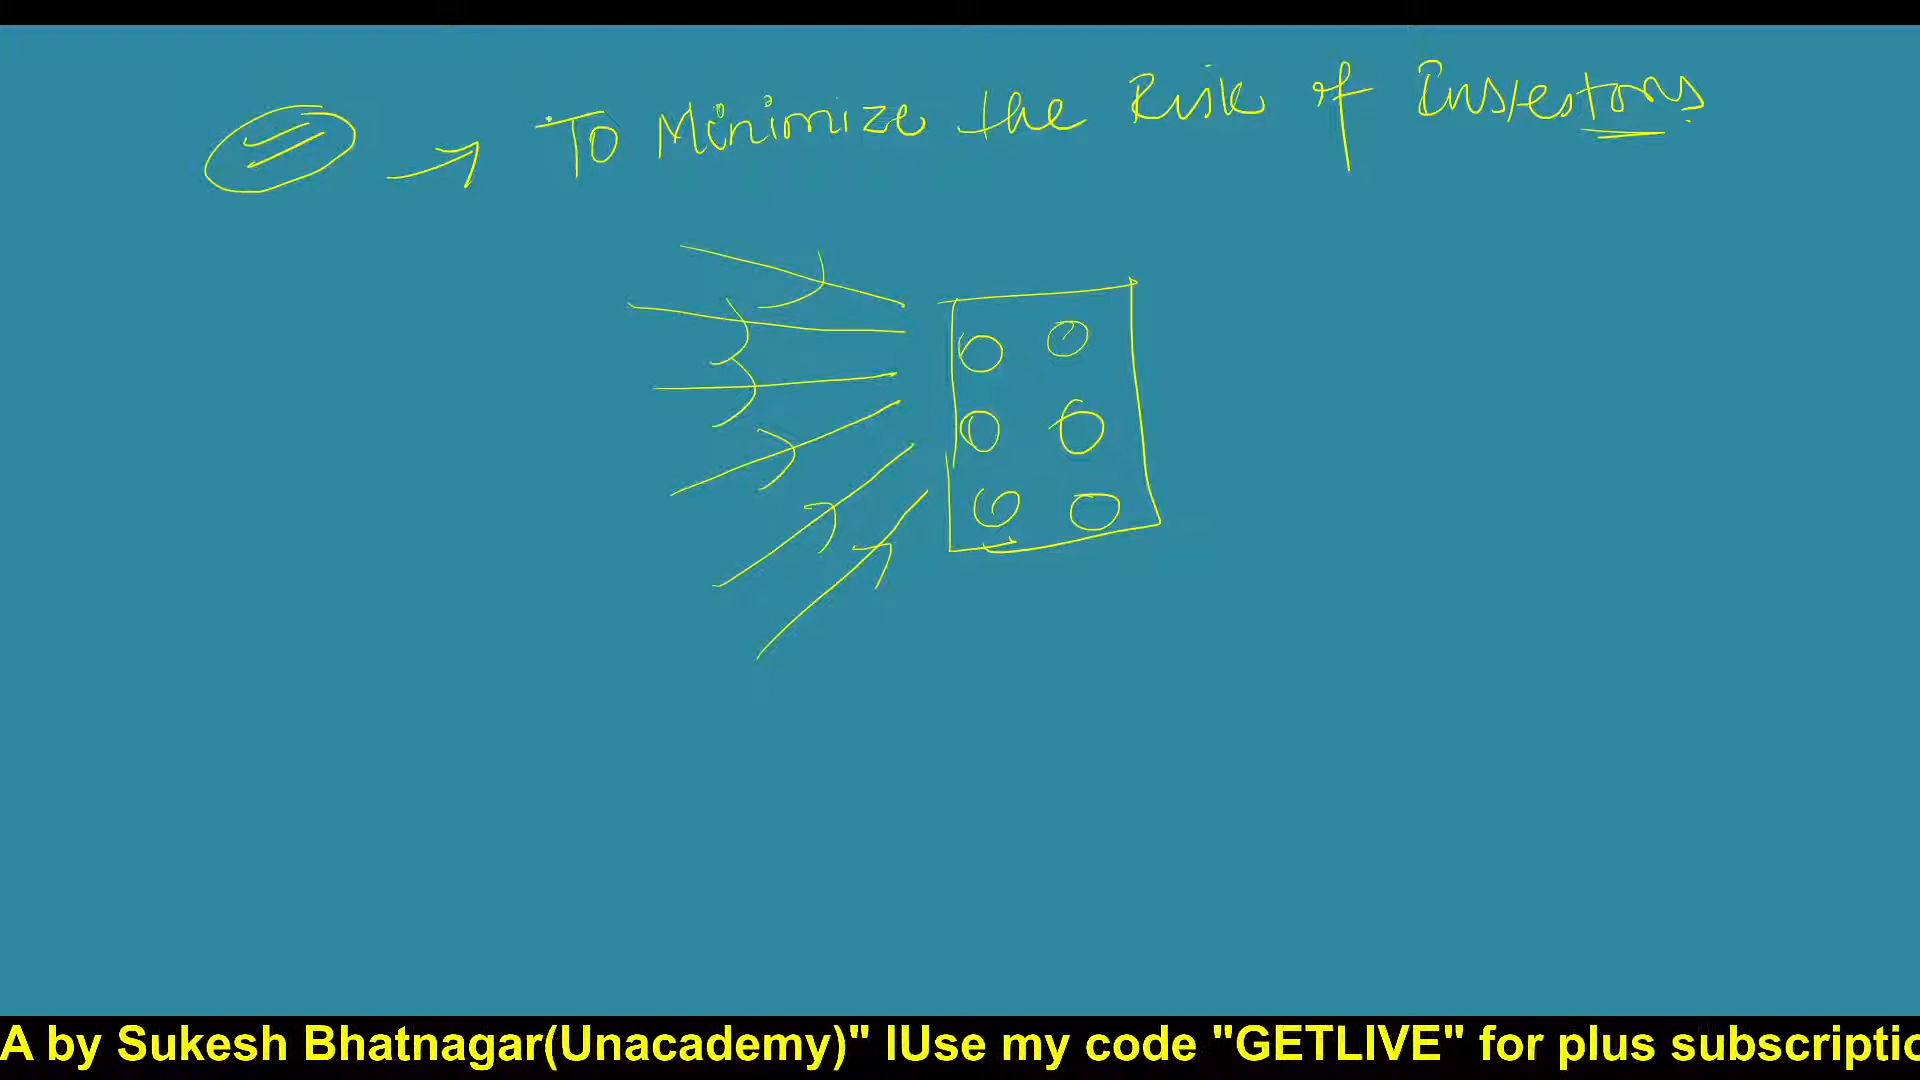 To Minimize the Risk of Investors
A by Sukesh Bhatnagar(Unacademy)" lUse my code "GETLIVE" for plus subscriptio